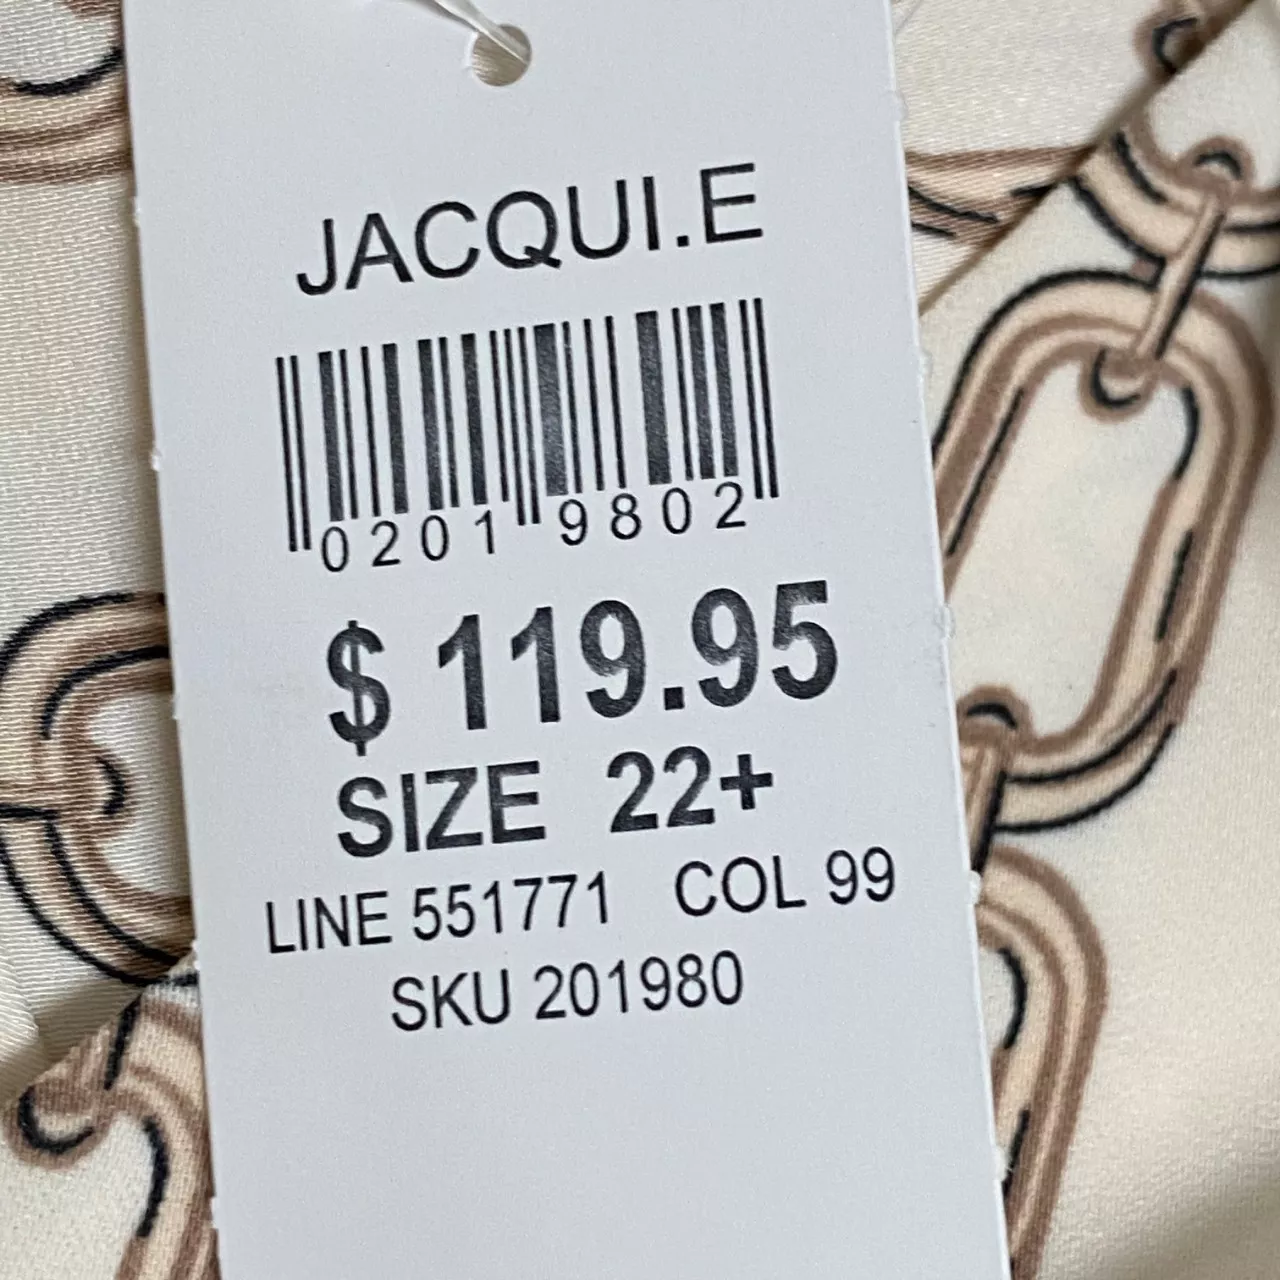 JACQUI.E
0201 9802
$ 119.95
SIZE 22+
LINE 551771 COL 99
SKU 201980